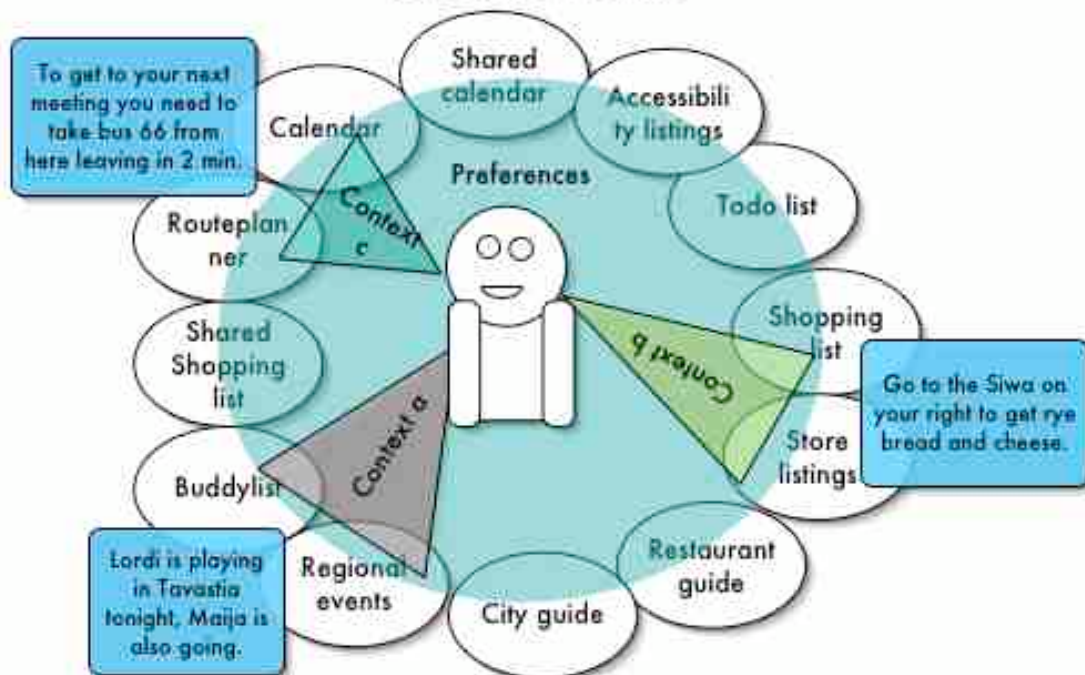 To get to your next
meeting you need to
take bus 66 from
here leaving in 2 min.
Calendar
Shared
calendar
Accessibili
ty listings
Todo list
Preferences
Context
c
Routeplan
ner
Shared
Shopping
list
Shopping
list
Context b
Go to the Siwa on
your right to get rye
bread and cheese.
Store
listings
Context a
Buddylist
Lordi is playing
in Tavastia
tonight, Maija is
also going.
Regional
events
City guide
Restaurant
guide